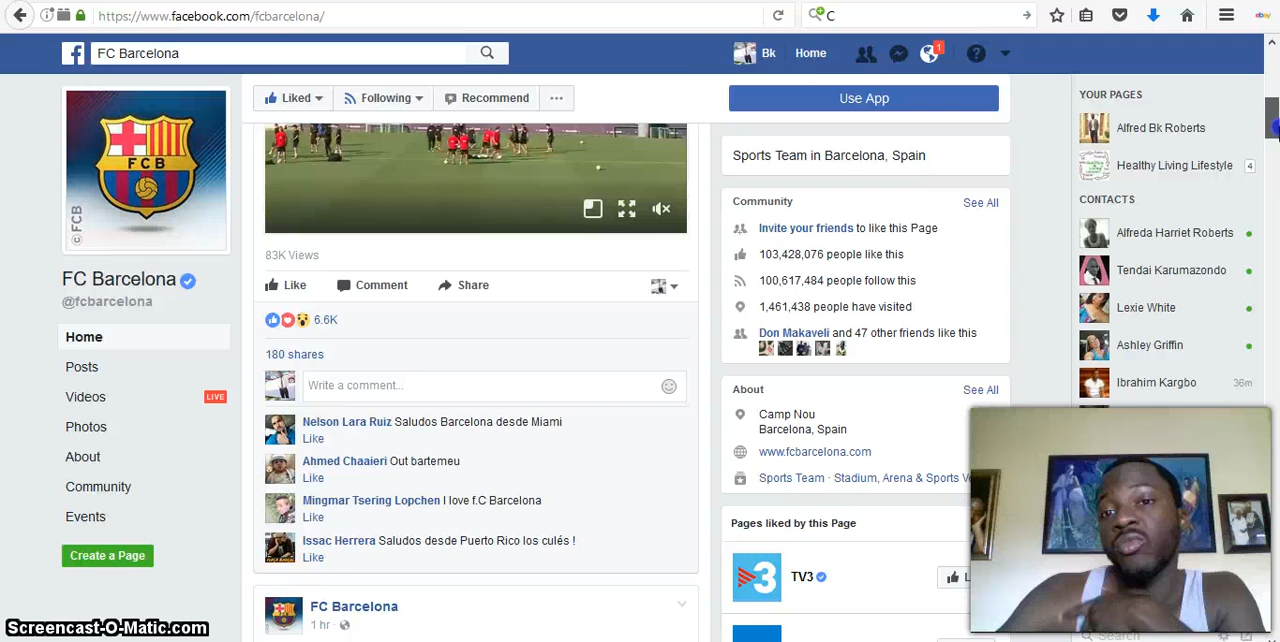 https://www.facebook.com/fcbarcelona/
C
ebay
FC Barcelona
Bk
Home
1
Liked
Following
Recommend
Use App
FCB
© FCB
FC Barcelona
@fcbarcelona
Home
Posts
Videos
LIVE
Photos
About
Community
Events
Create a Page
83K Views
Like
Comment
Share
6.6K
180 shares
Write a comment...
Nelson Lara Ruiz Saludos Barcelona desde Miami
Like
Ahmed Chaaieri Out bartemeu
Like
Mingmar Tsering Lopchen I love f.C Barcelona
Like
Issac Herrera Saludos desde Puerto Rico los culés !
Like
FC Barcelona
1 hr
Sports Team in Barcelona, Spain
Community
See All
Invite your friends to like this Page
103,428,076 people like this
100,617,484 people follow this
1,461,438 people have visited
Don Makaveli and 47 other friends like this
About
See All
Camp Nou
Barcelona, Spain
www.fcbarcelona.com
Sports Team · Stadium, Arena & Sports V
Pages liked by this Page
3
TV3
L
YOUR PAGES
Alfred Bk Roberts
Healthy Living Lifestyle
4
CONTACTS
Alfreda Harriet Roberts
Tendai Karumazondo
Lexie White
Ashley Griffin
Ibrahim Kargbo
36m
Search
Screencast-O-Matic.com